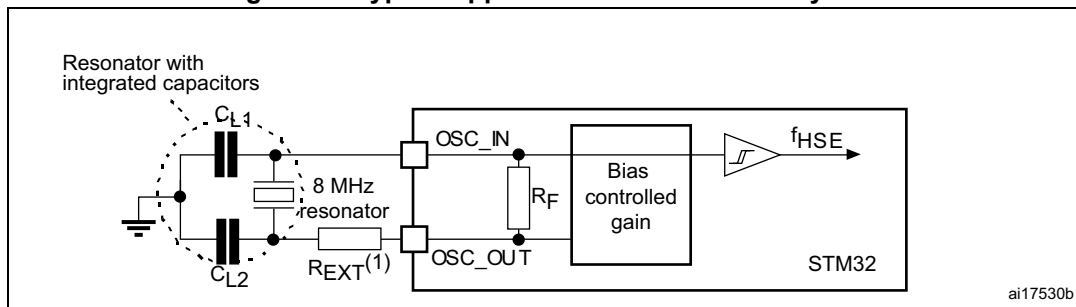 Resonator with
integrated capacitors
CL1
OSC_IN
fHSE
8 MHz
resonator
RF
Bias
controlled
gain
REXT(1)
OSC_OUT
CL2
STM32
ai17530b